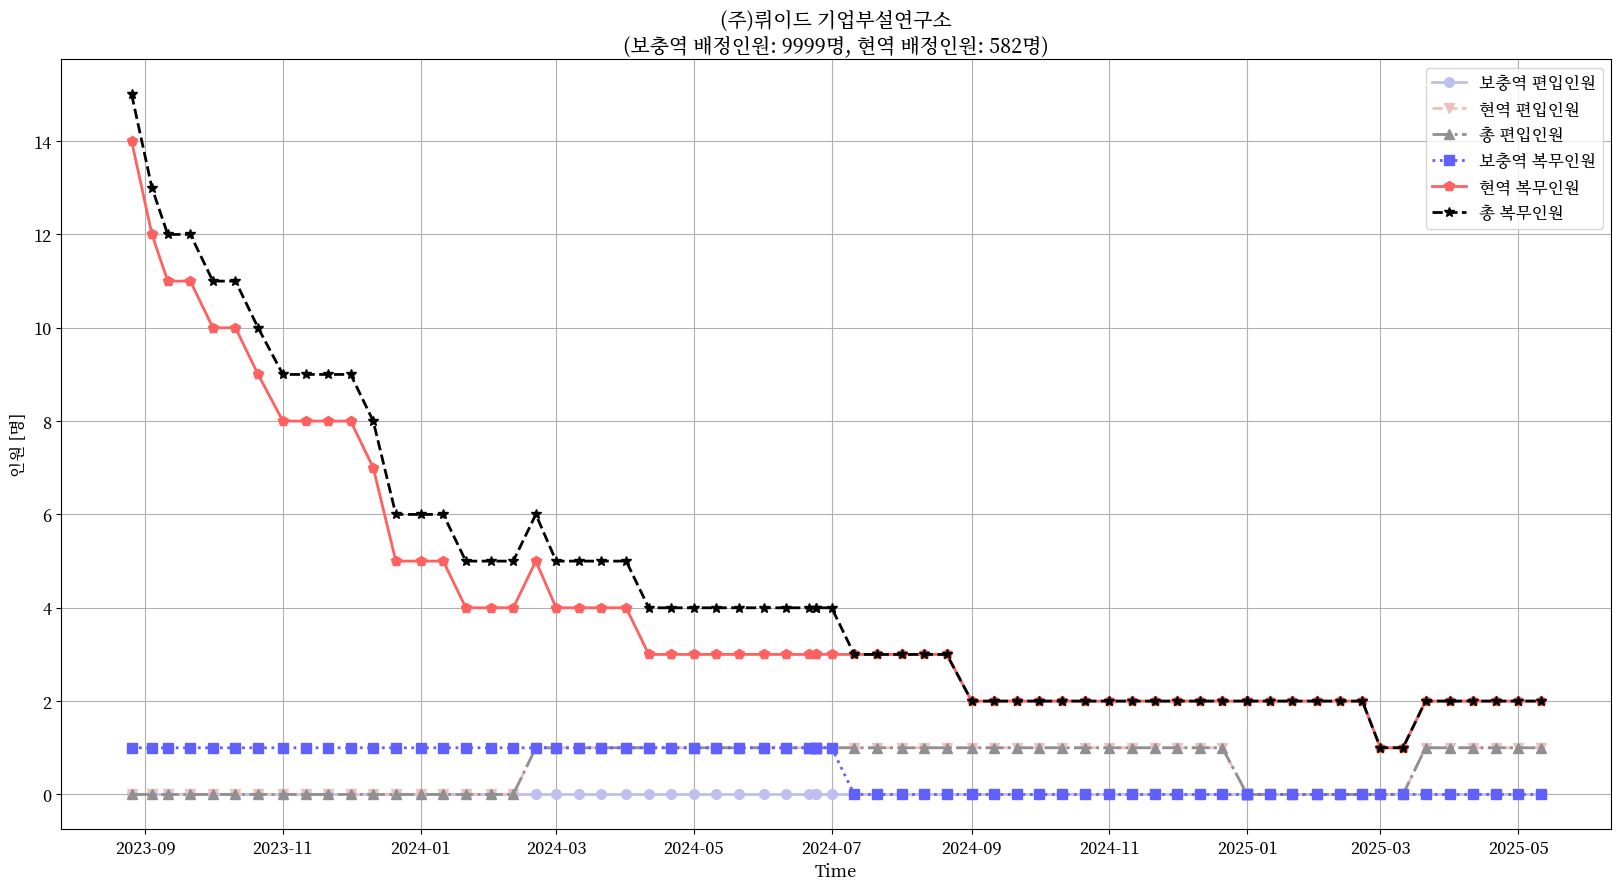 (주)뤼이드 기업부설연구소
(보충역 배정인원: 9999명, 현역 배정인원: 582명)
보충역 편입인원
현역 편입인원
총 편입인원
보충역 복무인원
현역 복무인원
총 복무인원
인원 [명]
14
12
10
8
6
4
2
0
2023-09 2023-11 2024-01 2024-03 2024-05 2024-07 2024-09 2024-11 2025-01 2025-03 2025-05
Time